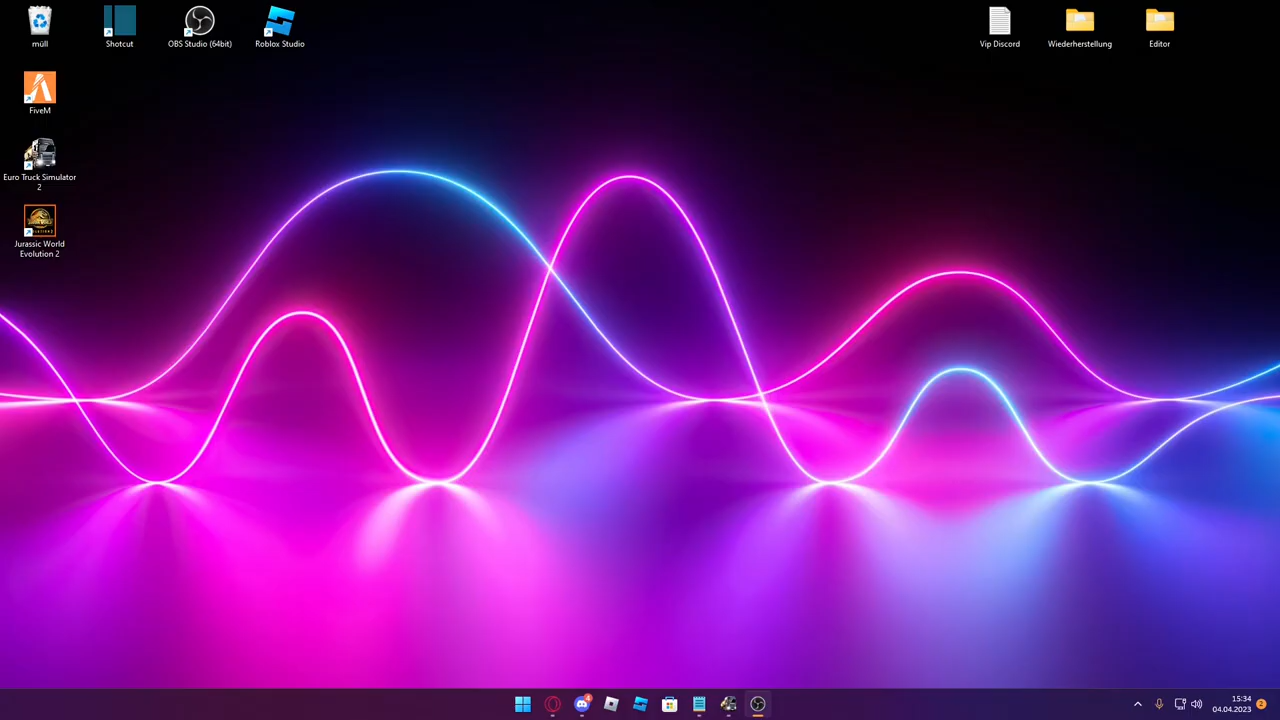 müll
Shotcut
OBS Studio (64bit)
Roblox Studio
Vip Discord
Wiederherstellung
Editor
FiveM
Euro Truck Simulator
2
Jurassic World
Evolution 2
15:34
04.04.2023
2